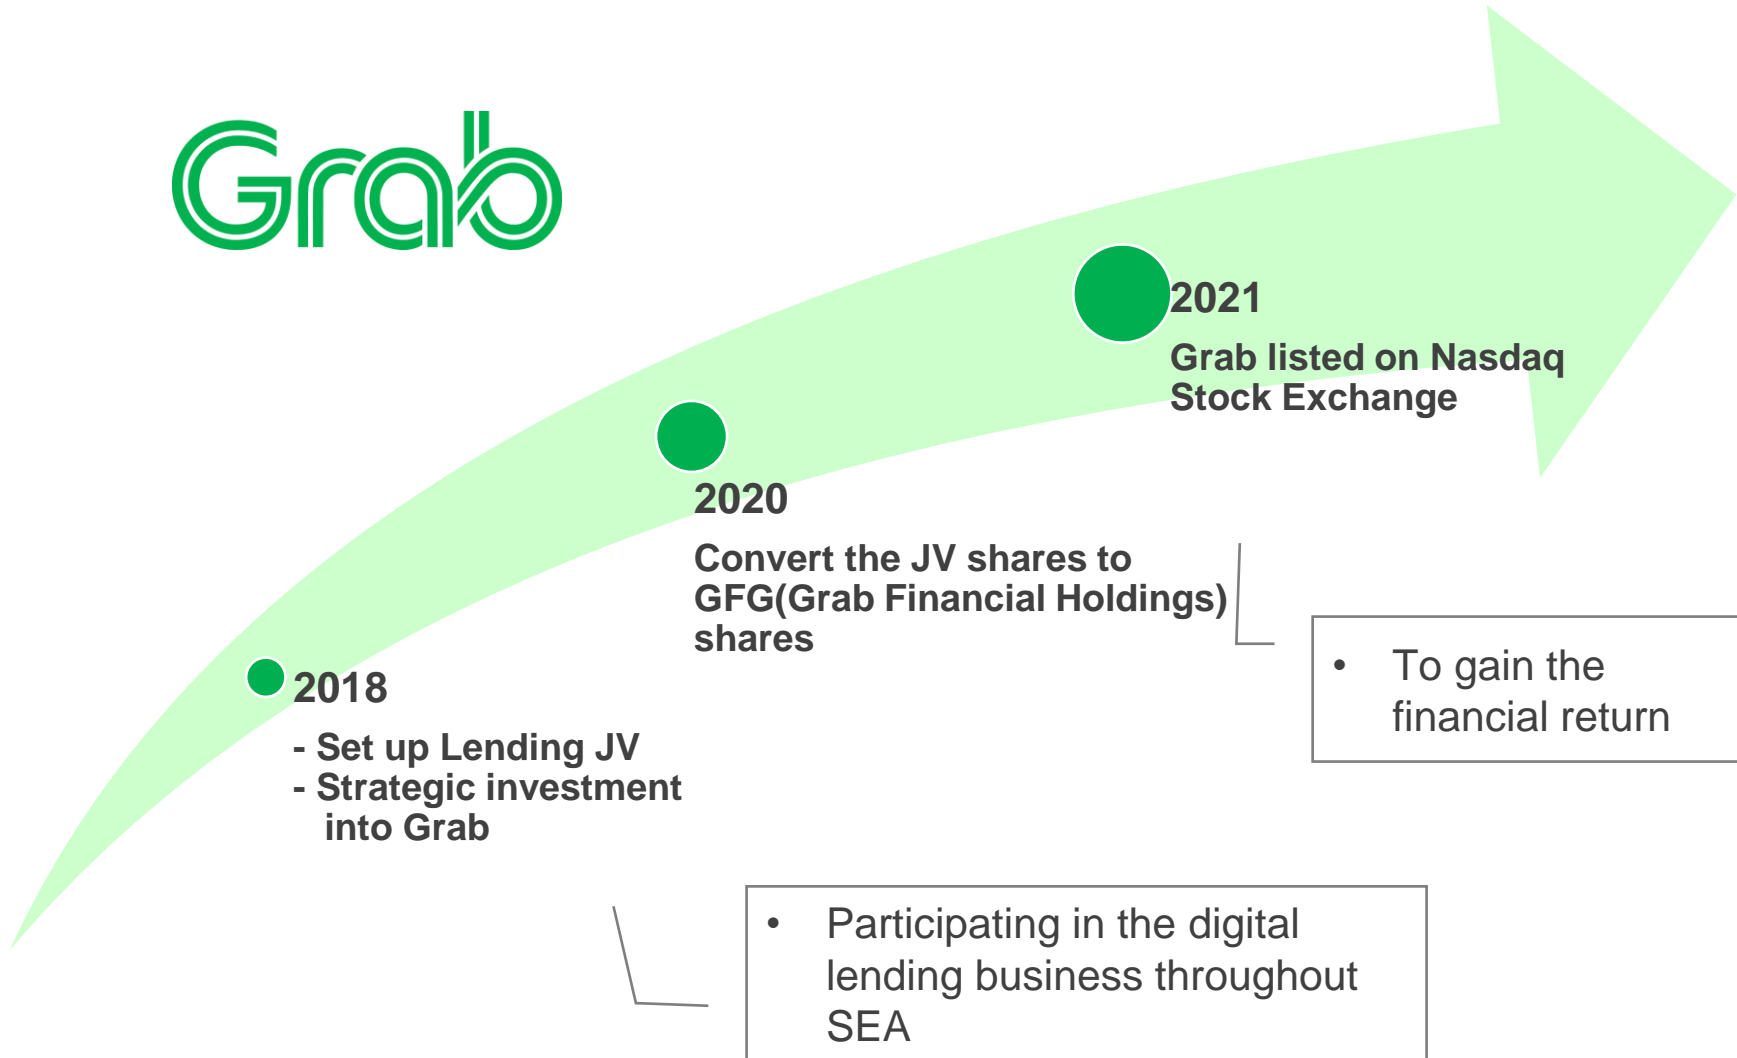 Grab
2021
Grab listed on Nasdaq
Stock Exchange
2020
Convert the JV shares to
GFG(Grab Financial Holdings)
shares
• To gain the
financial return
2018
- Set up Lending JV
- Strategic investment
into Grab
• Participating in the digital
lending business throughout
SEA